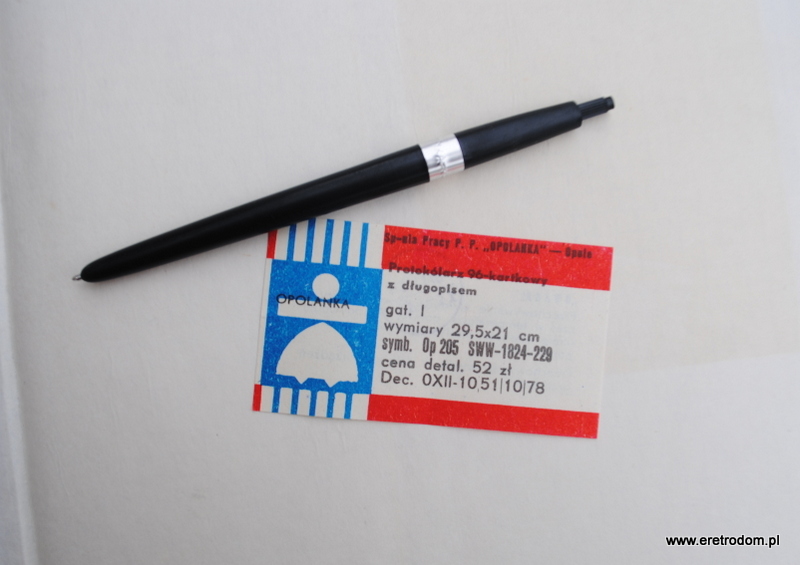 Sp-nia Pracy P. P. „OPOLANKA" — Opole
Protokólarz 96-kartkowy
z długopisem
OPOLANKA
gat. I
wymiary 29,5x21 cm
symb. Op 205 SWW-1824-229
cena detal. 52 zł
Dec. OXII-10|51|10|78
www.eretrodom.pl